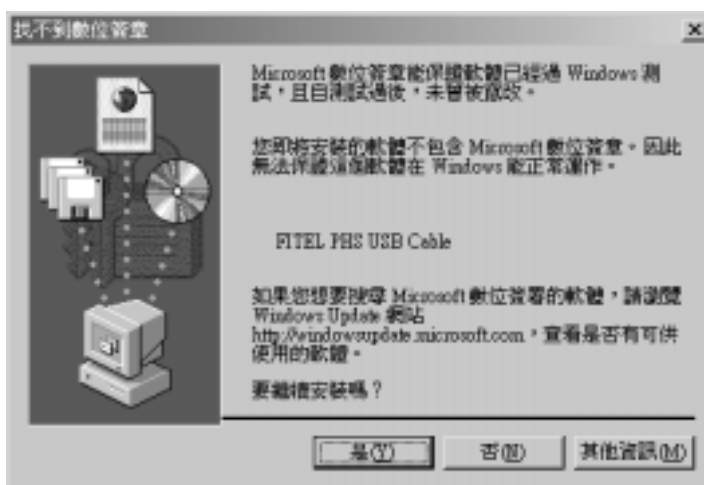 找不到數位簽章
Microsoft 數位簽章能保證軟體已經過 Windows 測
試，且自測試過後，未曾被竄改。
您即將安裝的軟體不包含 Microsoft 數位簽章。因此
無法保證這個軟體在 Windows 能正常運作。
FITEL PHS USB Cable
如果您想要搜尋 Microsoft 數位簽署的軟體，請瀏覽
Windows Update 網站
http://windowsupdate.microsoft.com，查看是否有可供
使用的軟體。
要繼續安裝嗎？
是(Y) 否(N) 其他資訊(M)